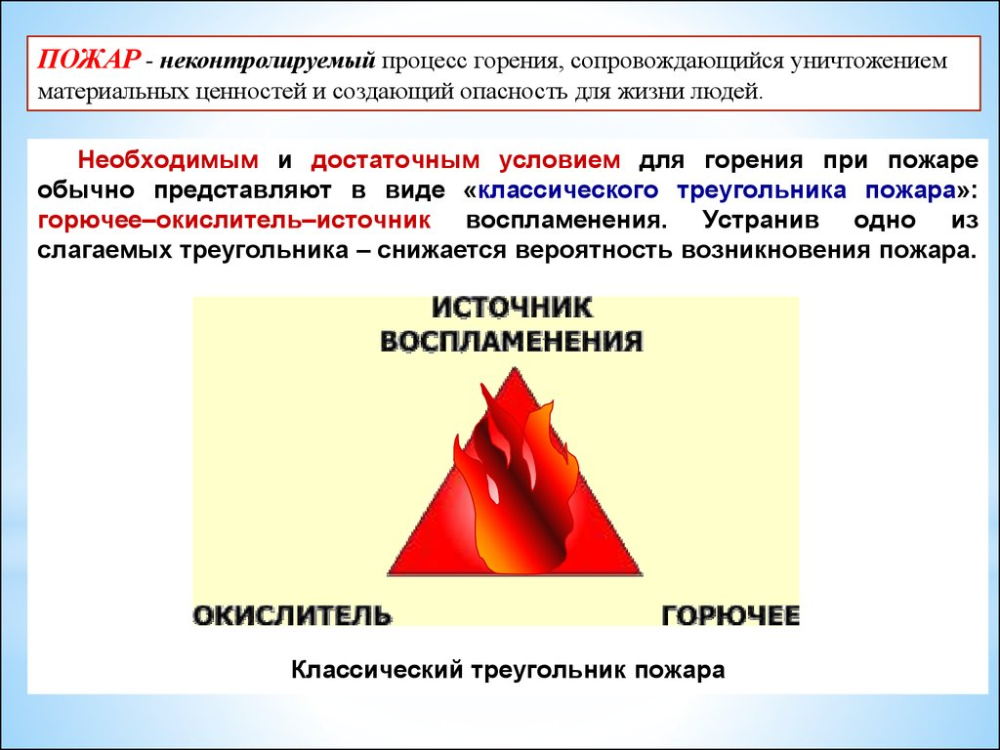 ПОЖАР - неконтролируемый процесс горения, сопровождающийся уничтожением
материальных ценностей и создающий опасность для жизни людей.
Необходимым и достаточным условием для горения при пожаре
обычно представляют в виде «классического треугольника пожара»:
горючее–окислитель–источник воспламенения. Устранив одно из
слагаемых треугольника – снижается вероятность возникновения пожара.
ИСТОЧНИК
ВОСПЛАМЕНЕНИЯ
ОКИСЛИТЕЛЬ ГОРЮЧЕЕ
Классический треугольник пожара